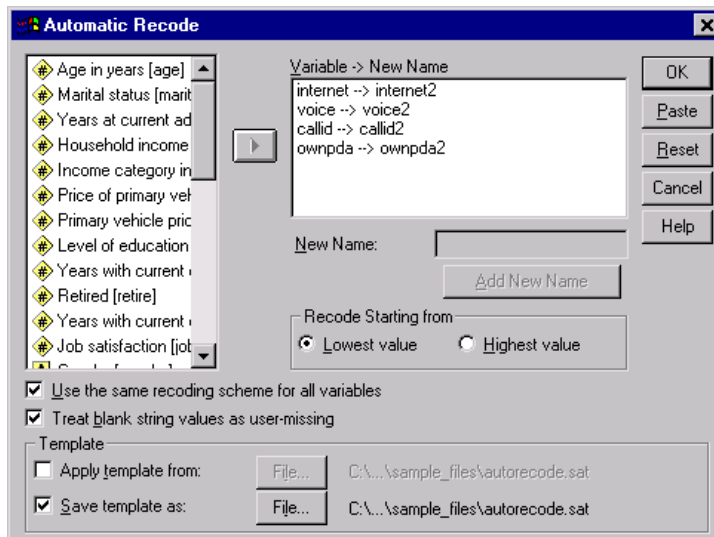 Automatic Recode
Age in years [age]
Marital status [marit
Years at current ad
Household income
Income category in
Price of primary veh
Primary vehicle pric
Level of education
Years with current
Retired [retire]
Years with current
Job satisfaction [job
Variable -> New Name
internet --> internet2
voice --> voice2
callid --> callid2
ownpda --> ownpda2
New Name:
Add New Name
Recode Starting from
Lowest value
Highest value
OK
Paste
Reset
Cancel
Help
Use the same recoding scheme for all variables
Treat blank string values as user-missing
Template
Apply template from:
File...
C:\...\sample_files\autorecode.sat
Save template as:
File...
C:\...\sample_files\autorecode.sat